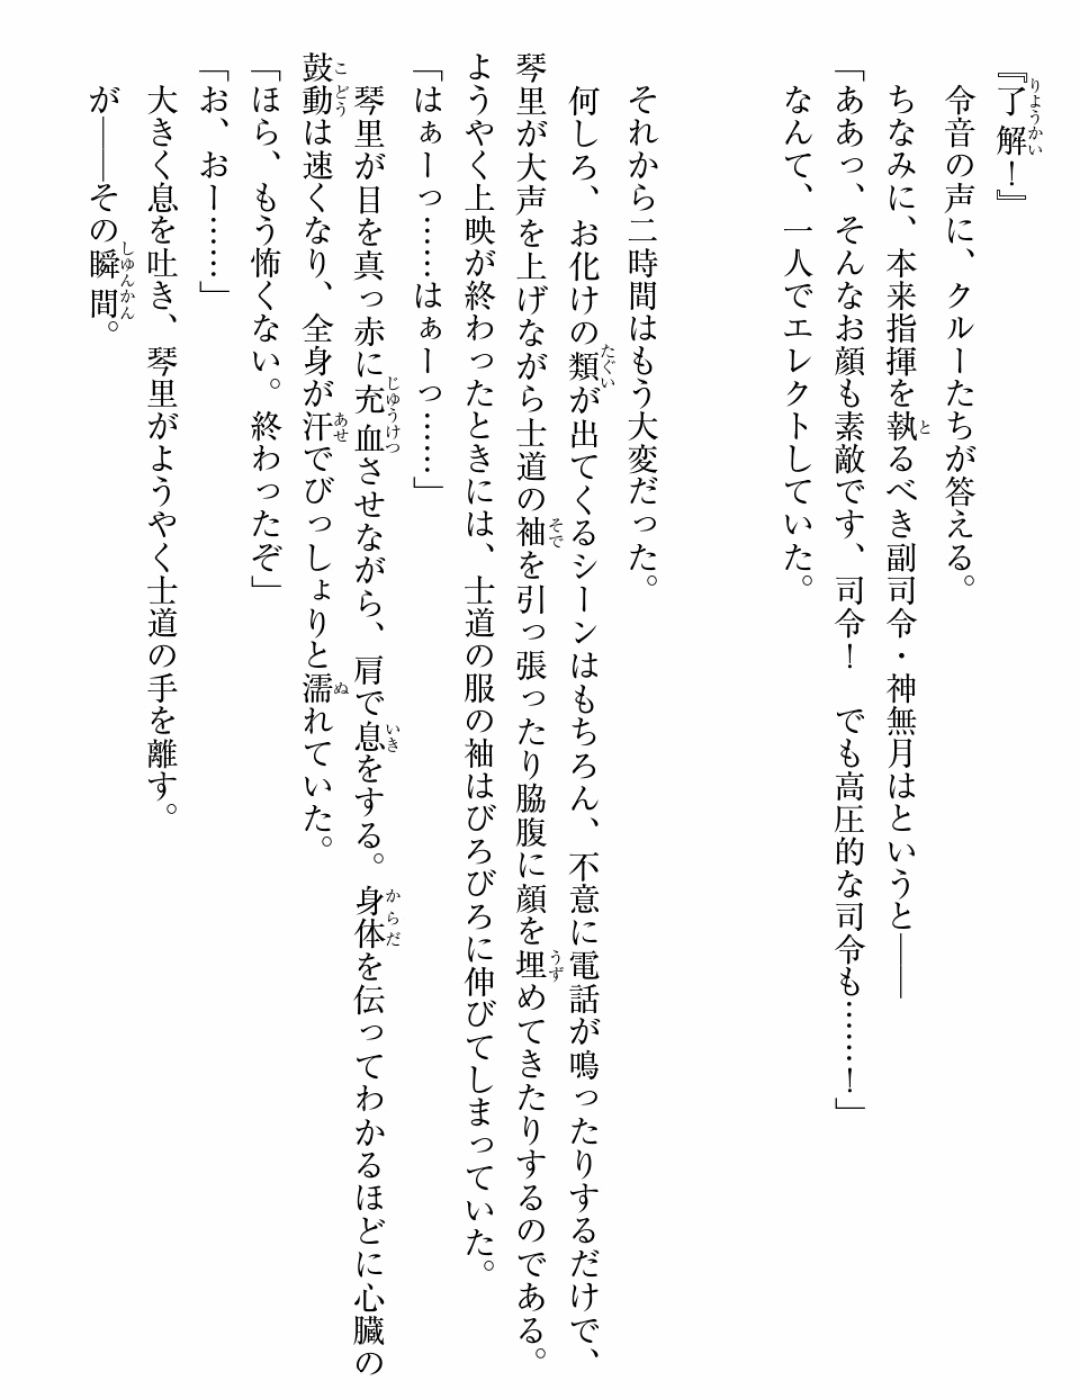 『了解！』
　令音の声に、クルーたちが答える。
　ちなみに、本来指揮を執るべき副司令・神無月はというと――
「ああっ、そんなお顔も素敵です、司令！　でも高圧的な司令も……！」
　なんて、一人でエレクトしていた。
　それから二時間はもう大変だった。
　何しろ、お化けの類が出てくるシーンはもちろん、不意に電話が鳴ったりするだけで、
琴里が大声を上げながら士道の袖を引っ張ったり脇腹に顔を埋めてきたりするのである。
ようやく上映が終わったときには、士道の服の袖はびろびろに伸びてしまっていた。
「はぁーっ……はぁーっ……」
　琴里が目を真っ赤に充血させながら、肩で息をする。身体を伝ってわかるほどに心臓の
鼓動は速くなり、全身が汗でびっしょりと濡れていた。
「ほら、もう怖くない。終わったぞ」
「お、おー……」
　大きく息を吐き、琴里がようやく士道の手を離す。
　が――その瞬間。